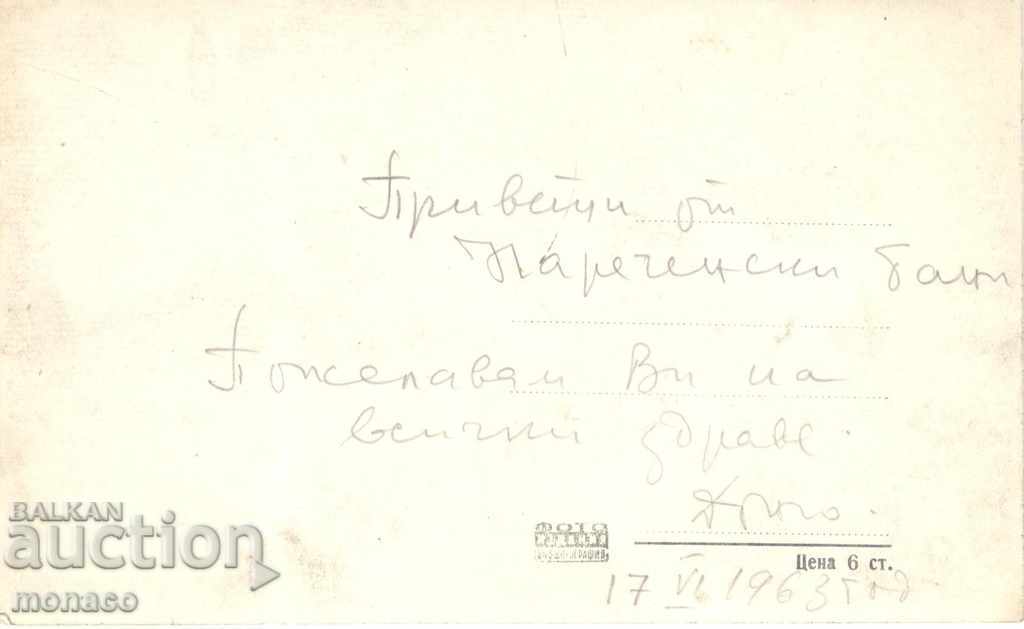 Привети от
Нареченски бани
Пожелавам Ви на
всички здраве.
ФОТО
Цена 6 ст.
17 VI 1963 год
BALKAN
auction
monaco